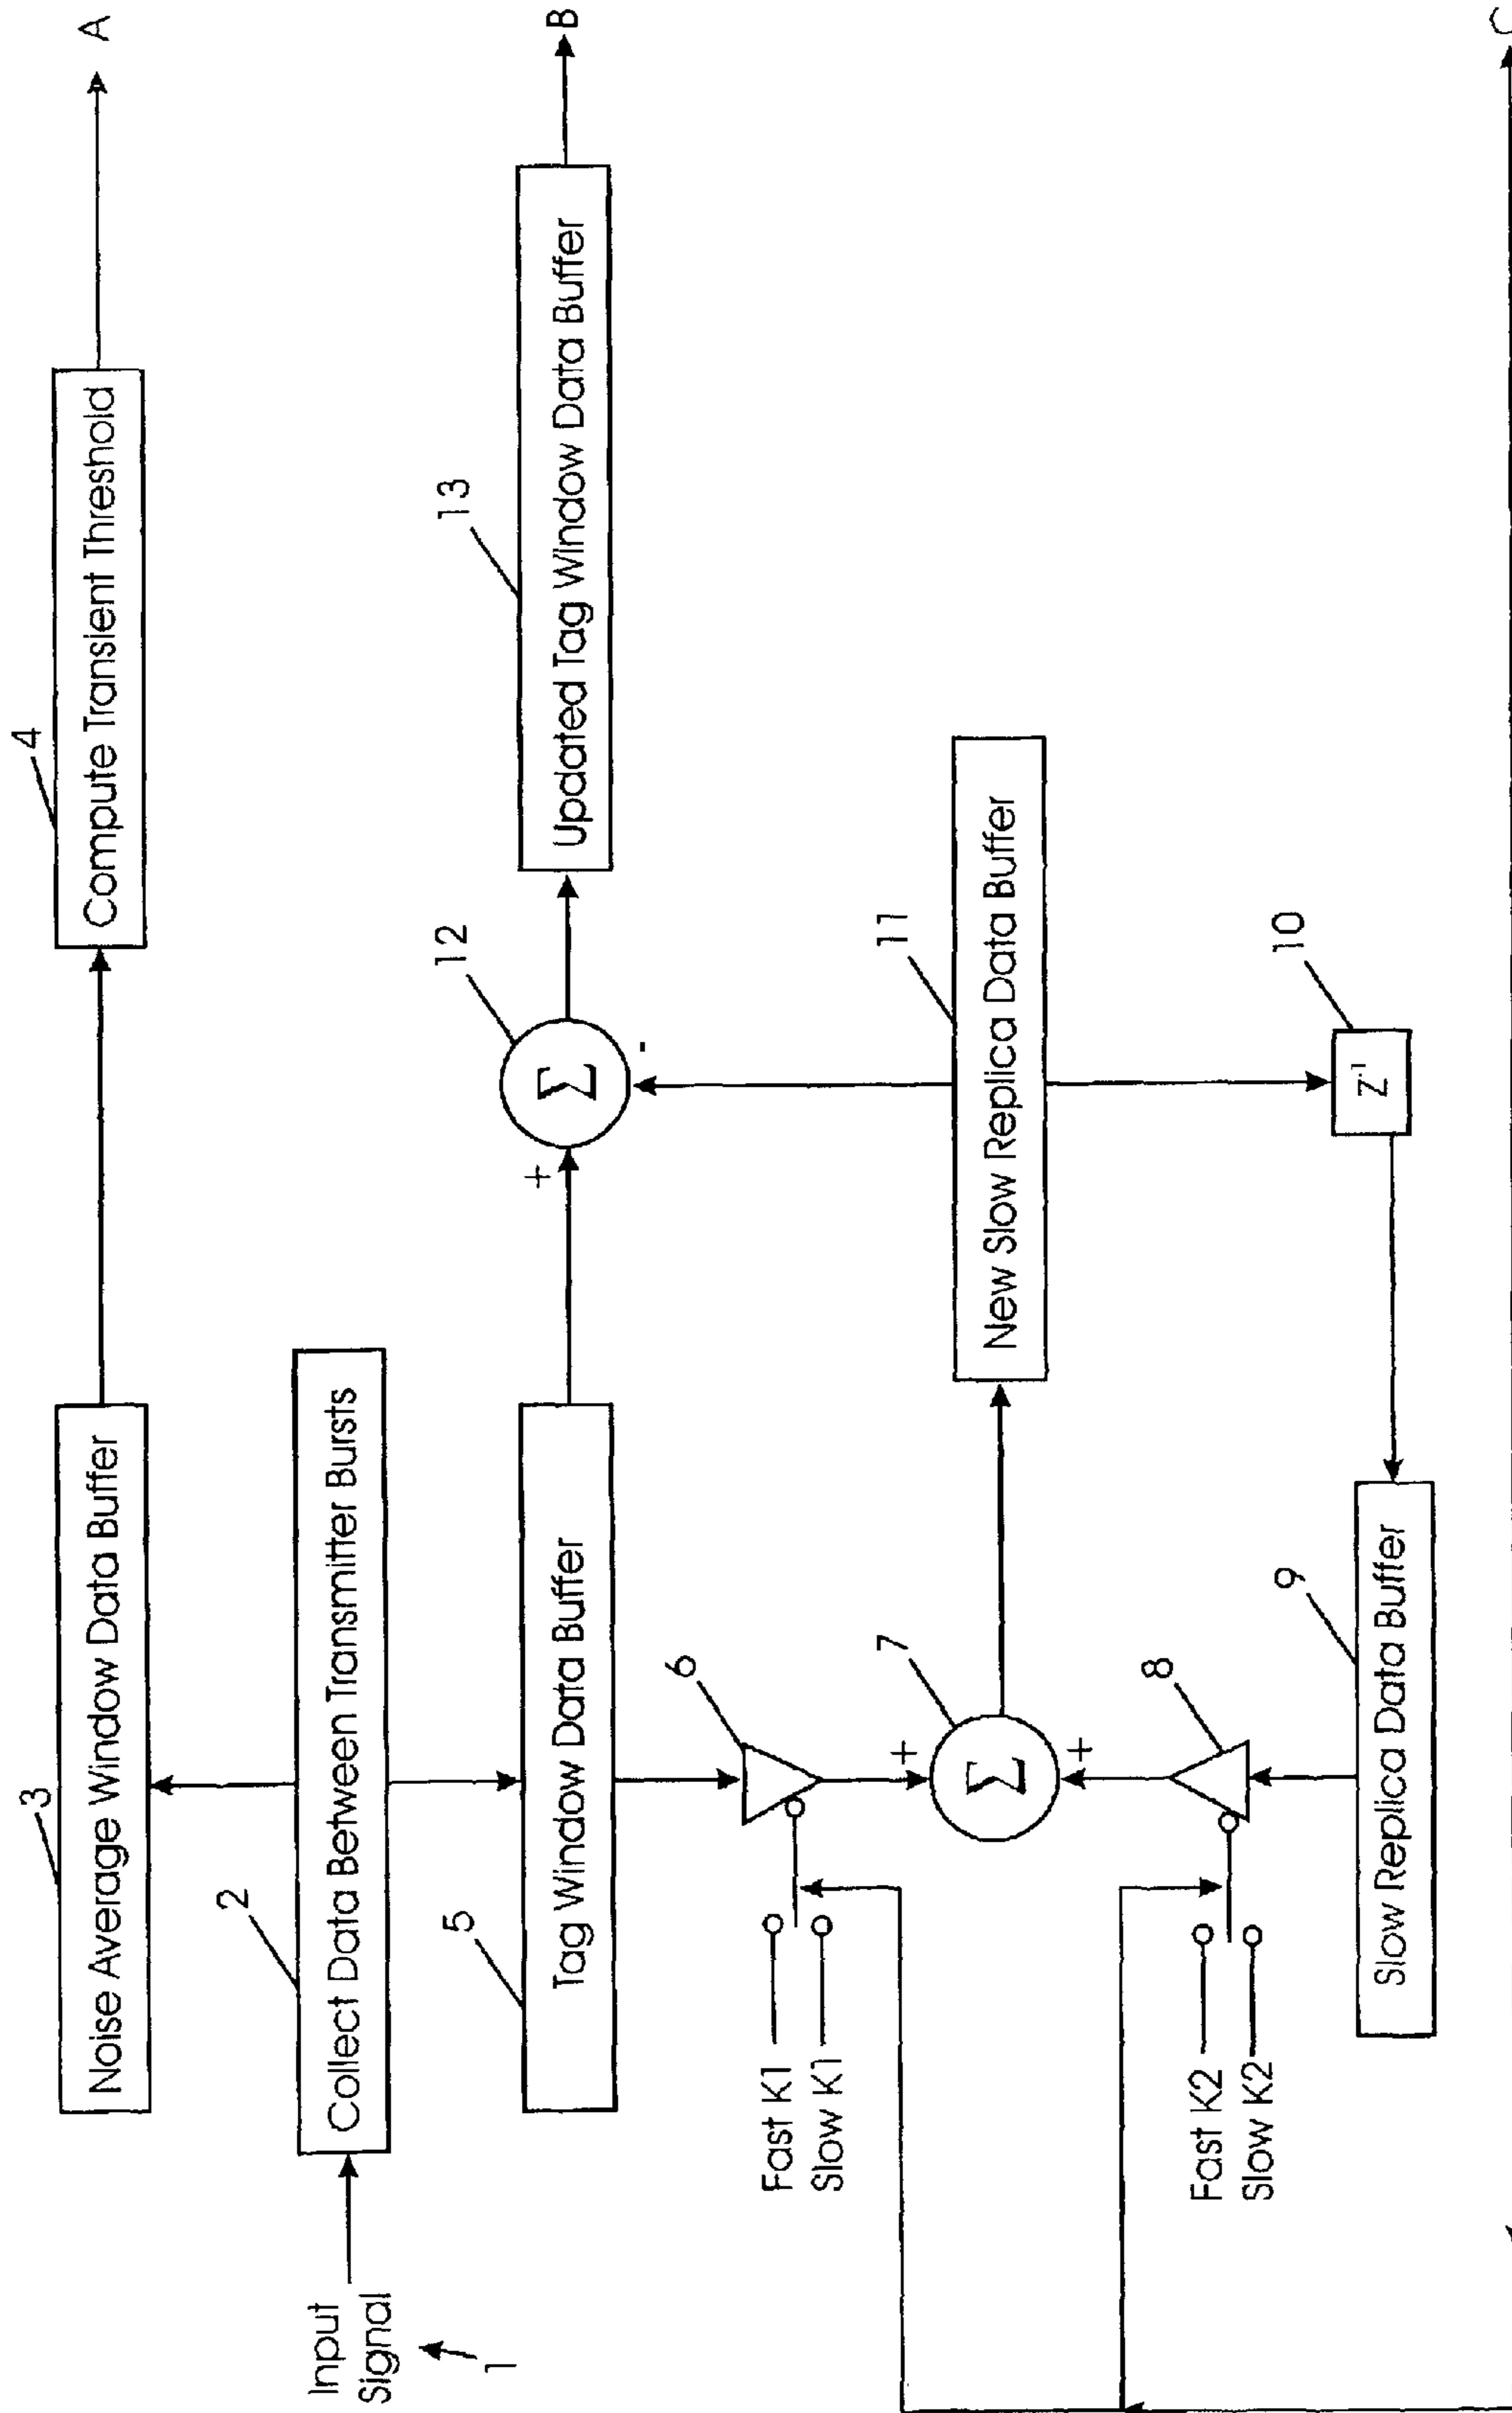 Input
Signal
1
2
Collect Data Between Transmitter Bursts
3
Noise Average Window Data Buffer
4
Compute Transient Threshold
A
5
Tag Window Data Buffer
+
12
Σ
-
13
Updated Tag Window Data Buffer
B
6
Fast K1
Slow K1
+
7
Σ
+
11
New Slow Replica Data Buffer
8
Fast K2
Slow K2
9
Slow Replica Data Buffer
10
Z-1
C